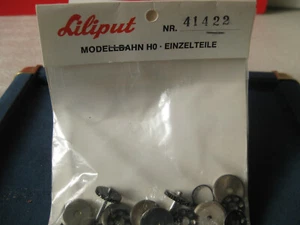 Liliput NR. 41422
MODELLBAHN H0 · EINZELTEILE